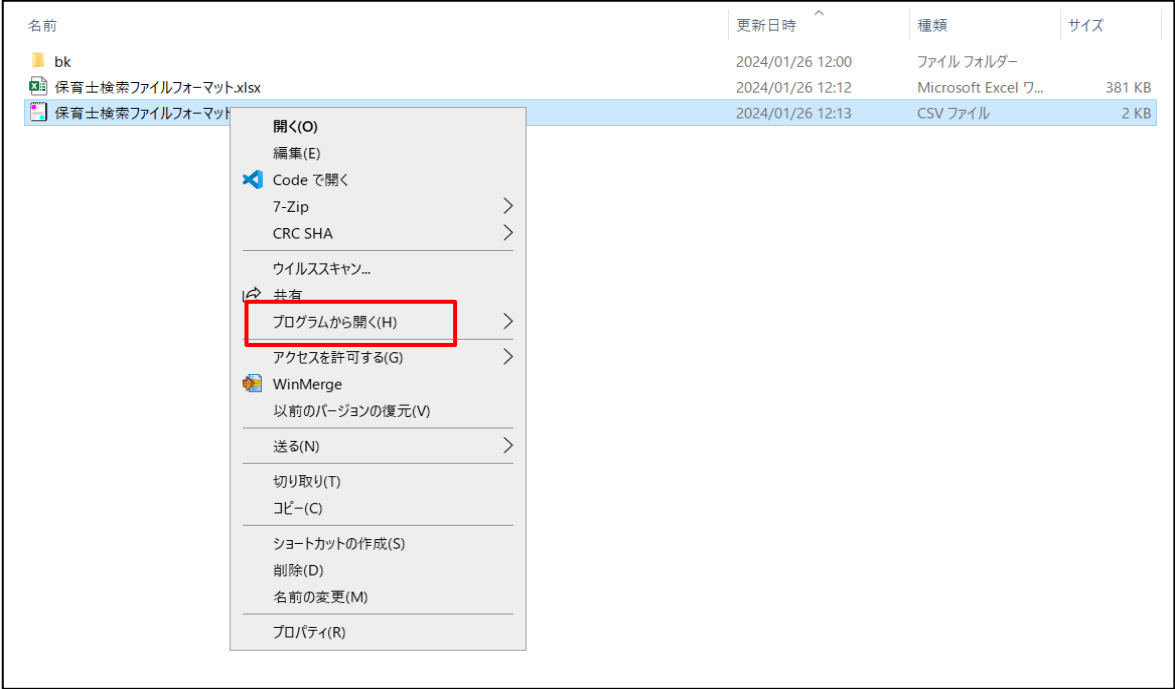 名前 更新日時 種類 サイズ
bk 2024/01/26 12:00 ファイル フォルダー
保育士検索ファイルフォーマット.xlsx 2024/01/26 12:12 Microsoft Excel ワ... 381 KB
保育士検索ファイルフォーマット 2024/01/26 12:13 CSV ファイル 2 KB
開く(O)
編集(E)
Code で開く
7-Zip
CRC SHA
ウイルススキャン...
共有
プログラムから開く(H)
アクセスを許可する(G)
WinMerge
以前のバージョンの復元(V)
送る(N)
切り取り(T)
コピー(C)
ショートカットの作成(S)
削除(D)
名前の変更(M)
プロパティ(R)